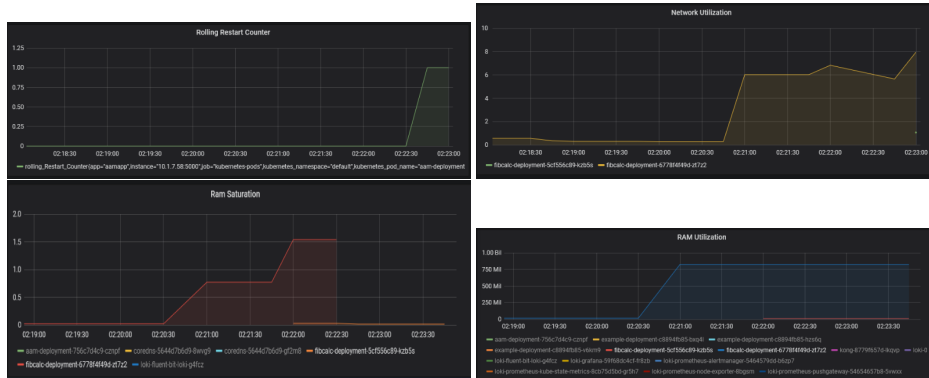 Rolling Restart Counter
1.25
1.00
0.75
0.50
0.25
0
02:18:30 02:19:00 02:19:30 02:20:00 02:20:30 02:21:00 02:21:30 02:22:00 02:22:30 02:23:00
rolling_Restart_Counter{app="aamapp",instance="10.1.7.58:5000",job="kubernetes-pods",kubernetes_namespace="default",kubernetes_pod_name="aam-deployment
Network Utilization
10
8
6
4
2
0
02:18:30 02:19:00 02:19:30 02:20:00 02:20:30 02:21:00 02:21:30 02:22:00 02:22:30 02:23:00
fibcalc-deployment-5cf556c89-kzb5s fibcalc-deployment-6778f4f49d-zt7z2
Ram Saturation
2.0
1.5
1.0
0.5
0
02:19:00 02:19:30 02:20:00 02:20:30 02:21:00 02:21:30 02:22:00 02:22:30 02:23:00 02:23:30
aam-deployment-756c7d4c9-cznpf coredns-5644d7b6d9-8wvg9 coredns-5644d7b6d9-gf2m8 fibcalc-deployment-5cf556c89-kzb5s
fibcalc-deployment-6778f4f49d-zt7z2 loki-fluent-bit-loki-g4fcz
RAM Utilization
1.00 Bil
750 Mil
500 Mil
250 Mil
0
02:19:00 02:19:30 02:20:00 02:20:30 02:21:00 02:21:30 02:22:00 02:22:30 02:23:00 02:23:30
aam-deployment-756c7d4c9-cznpf example-deployment-c8894fb85-bxq4l example-deployment-c8894fb85-hzs6q
example-deployment-c8894fb85-v6km9 fibcalc-deployment-5cf556c89-kzb5s fibcalc-deployment-6778f4f49d-zt7z2
loki-fluent-bit-loki-g4fcz loki-grafana-59f68dc4cf-fr8zb loki-prometheus-alertmanager-5464579dd-b6zp7
loki-prometheus-kube-state-metrics-8cb75d5bd-gr5h7 loki-prometheus-node-exporter-8bgsm